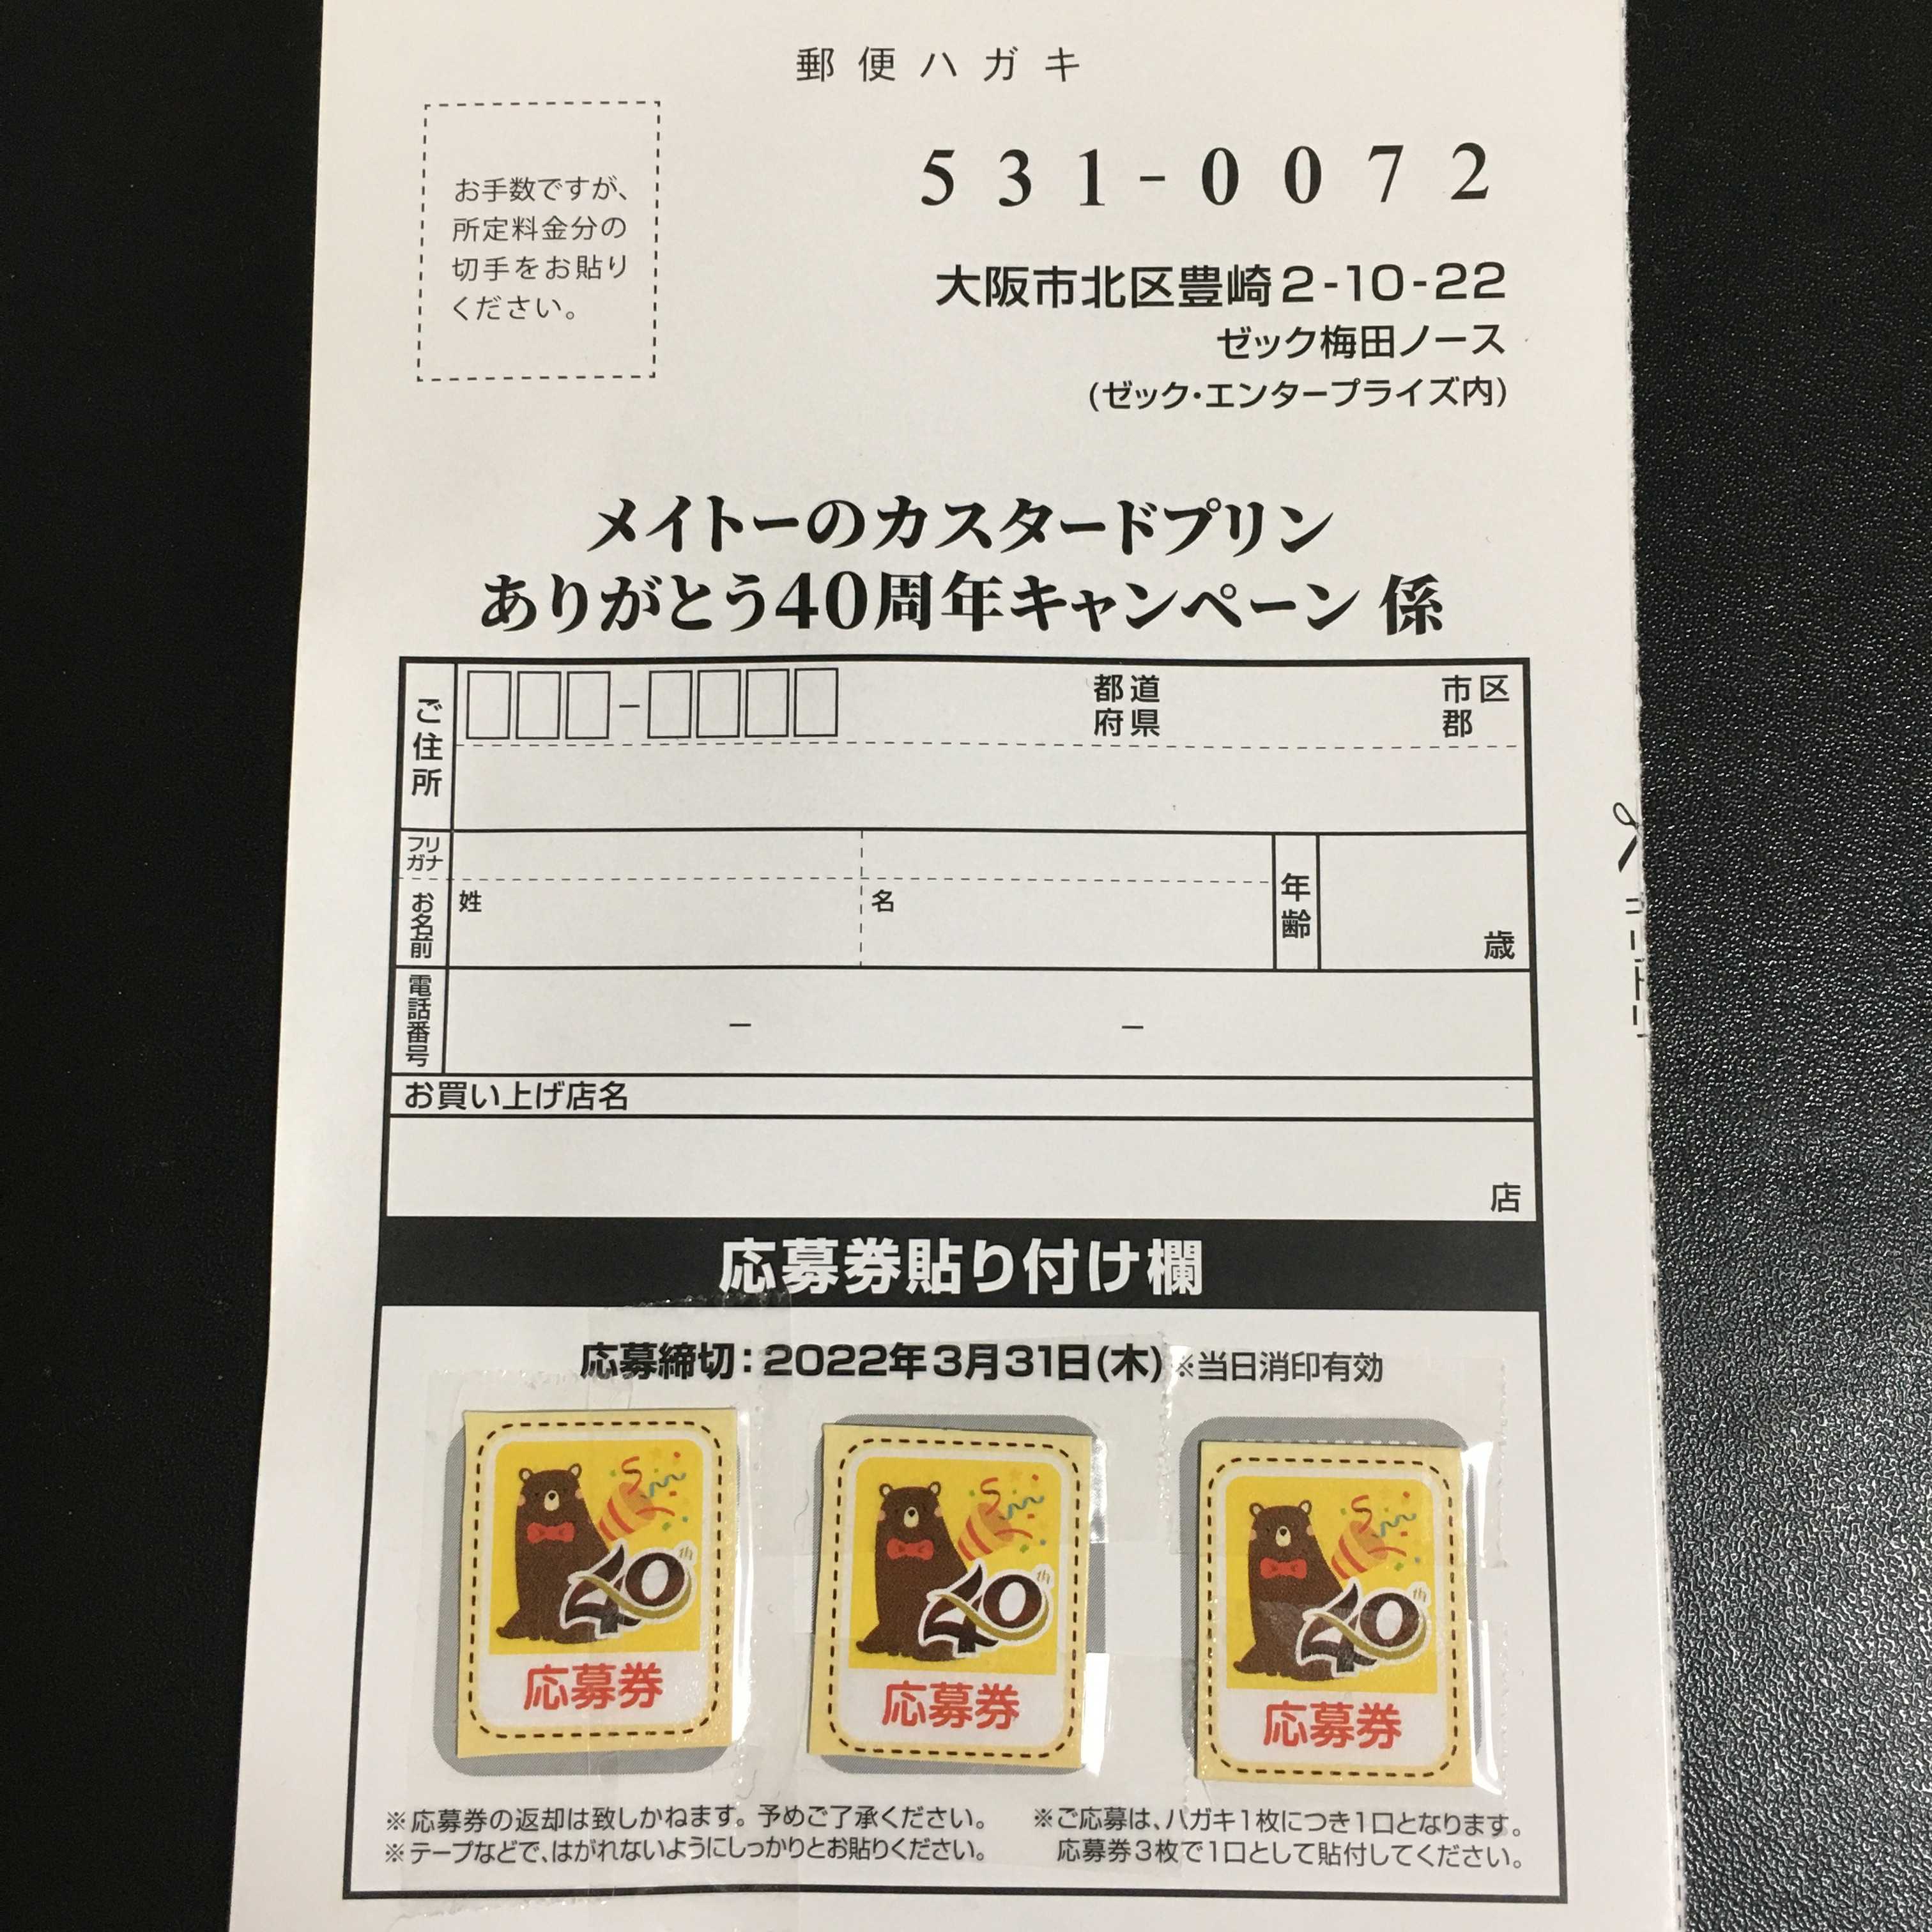 郵便ハガキ
お手数ですが、
所定料金分の
切手をお貼り
ください。
531-0072
大阪市北区豊崎2-10-22
ゼック梅田ノース
(ゼック・エンタープライズ内)
メイトーのカスタードプリン
ありがとう40周年キャンペーン 係
ご住所
都道
府県
市区
郡
フリ
ガナ
お名前
姓
名
年齢
歳
電話番号
お買い上げ店名
店
応募券貼り付け欄
応募締切：2022年3月31日(木) ※当日消印有効
40th
応募券
40th
応募券
40th
応募券
※応募券の返却は致しかねます。予めご了承ください。
※テープなどで、はがれないようにしっかりとお貼りください。
※ご応募は、ハガキ1枚につき1口となります。
応募券3枚で1口として貼付してください。